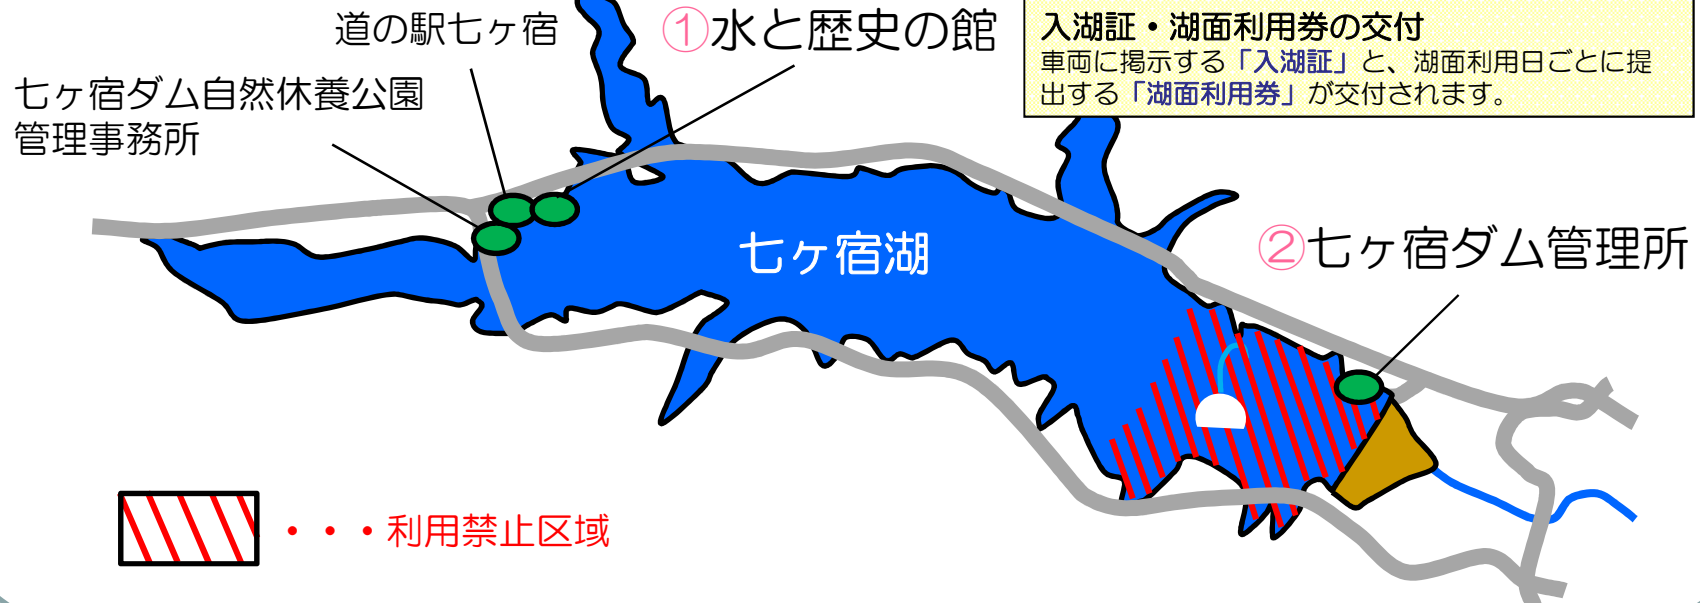 道の駅七ヶ宿
①水と歴史の館
入湖証・湖面利用券の交付
車両に掲示する「入湖証」と、湖面利用日ごとに提
出する「湖面利用券」が交付されます。
七ヶ宿ダム自然休養公園
管理事務所
七ヶ宿湖
②七ヶ宿ダム管理所
・・・利用禁止区域